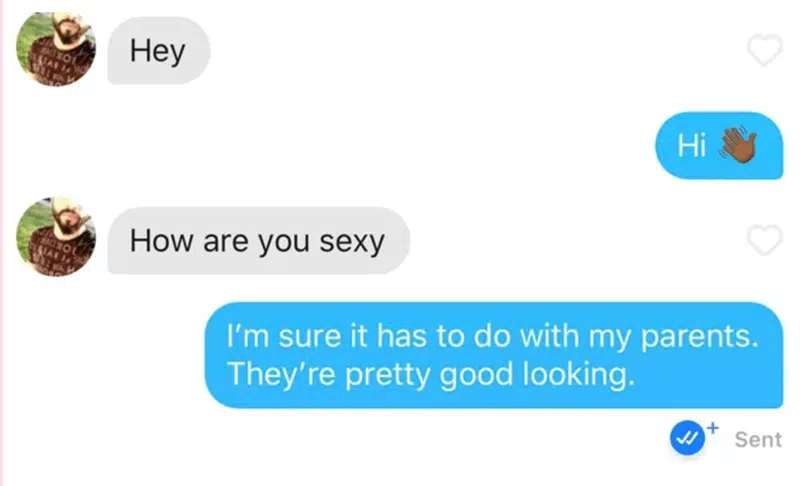 Hey
Hi 👋🏾
How are you sexy
I'm sure it has to do with my parents.
They're pretty good looking.
Sent